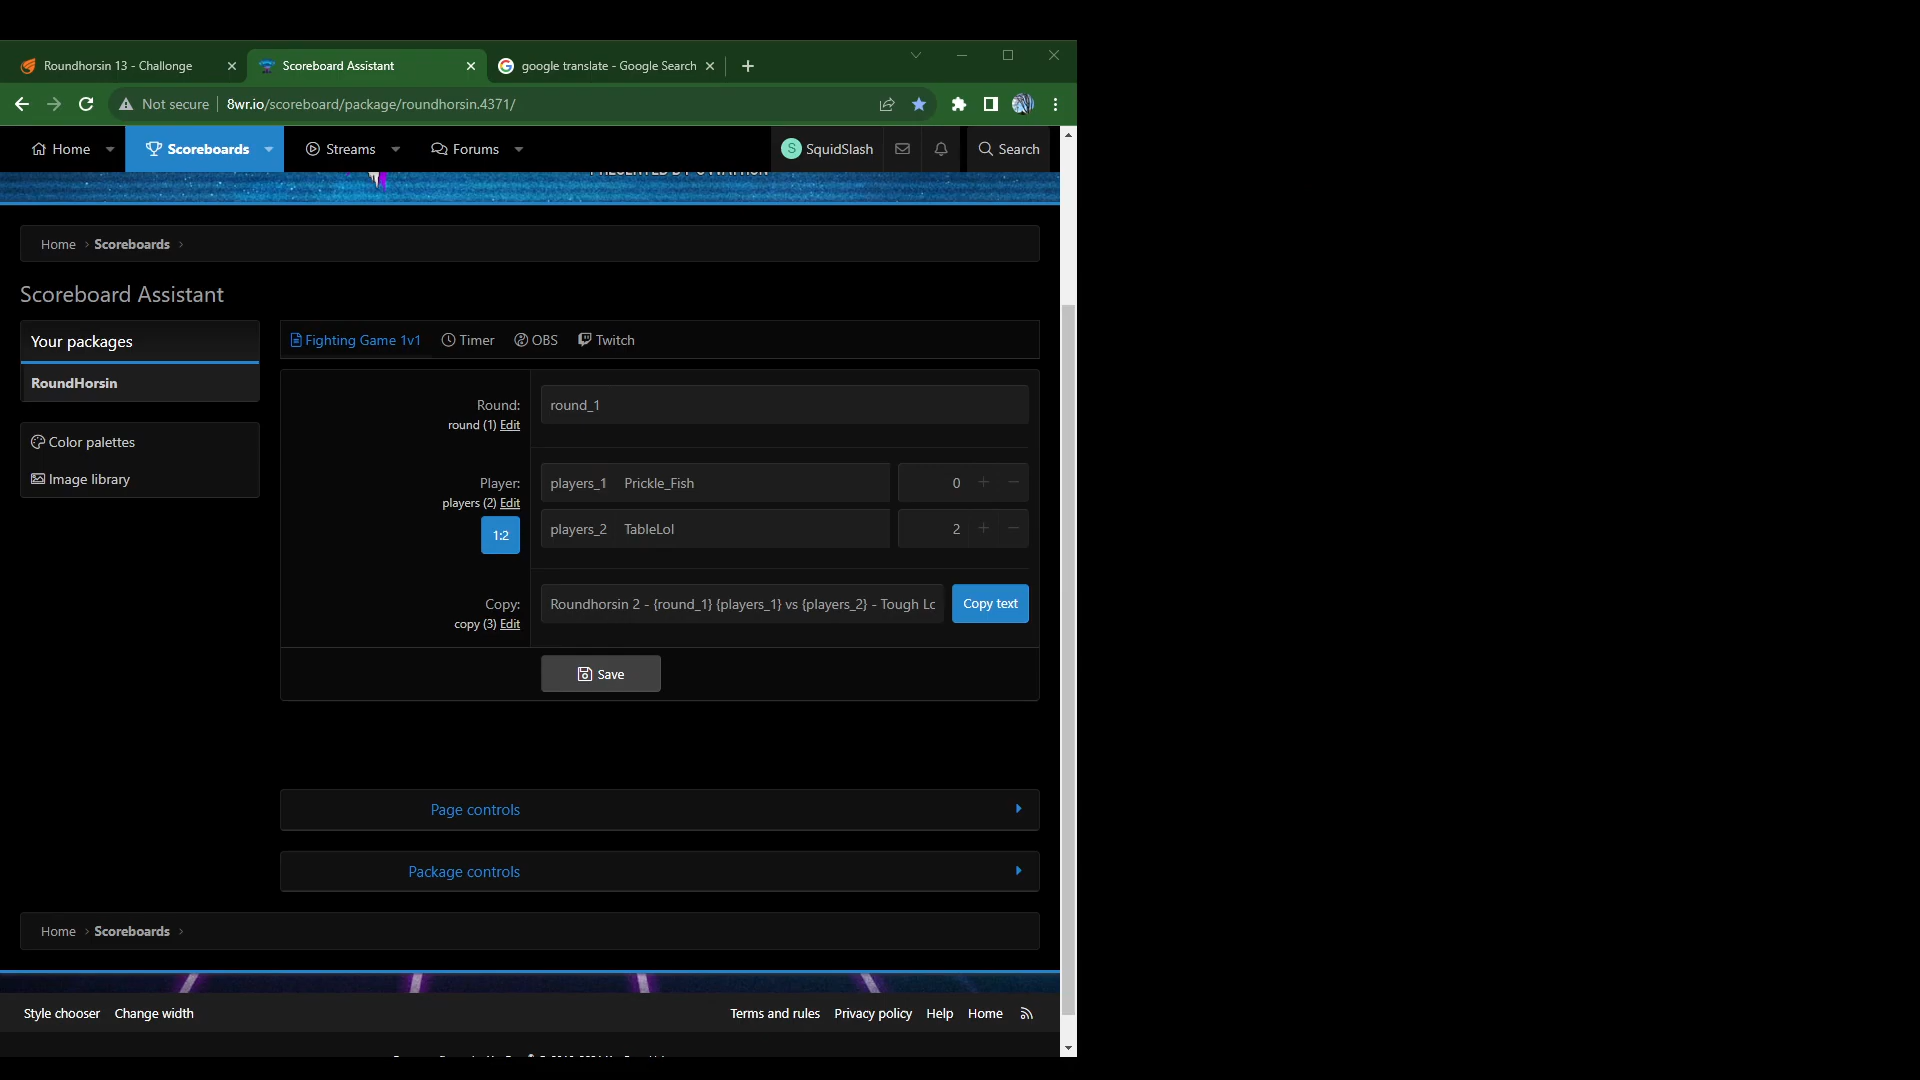 Roundhorsin 13 - Challonge
Scoreboard Assistant
google translate - Google Search
Not secure
8wr.io/scoreboard/package/roundhorsin.4371/
Home
Scoreboards
Streams
Forums
S SquidSlash
Search
Home
Scoreboards
Scoreboard Assistant
Your packages
RoundHorsin
Color palettes
Image library
Fighting Game 1v1
Timer
OBS
Twitch
Round:
round (1) Edit
round_1
Player:
players (2) Edit
1:2
players_1 Prickle_Fish
0
players_2 TableLol
2
Copy:
copy (3) Edit
Roundhorsin 2 - {round_1} {players_1} vs {players_2} - Tough Lc
Copy text
Save
Page controls
Package controls
Home
Scoreboards
Style chooser
Change width
Terms and rules
Privacy policy
Help
Home